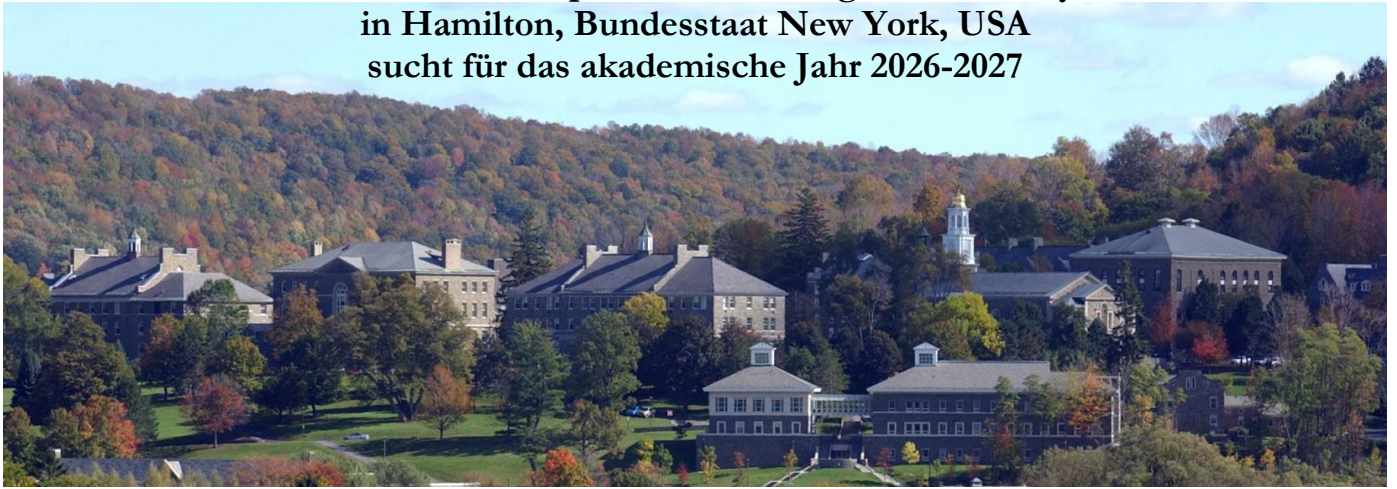 in Hamilton, Bundesstaat New York, USA
sucht für das akademische Jahr 2026-2027